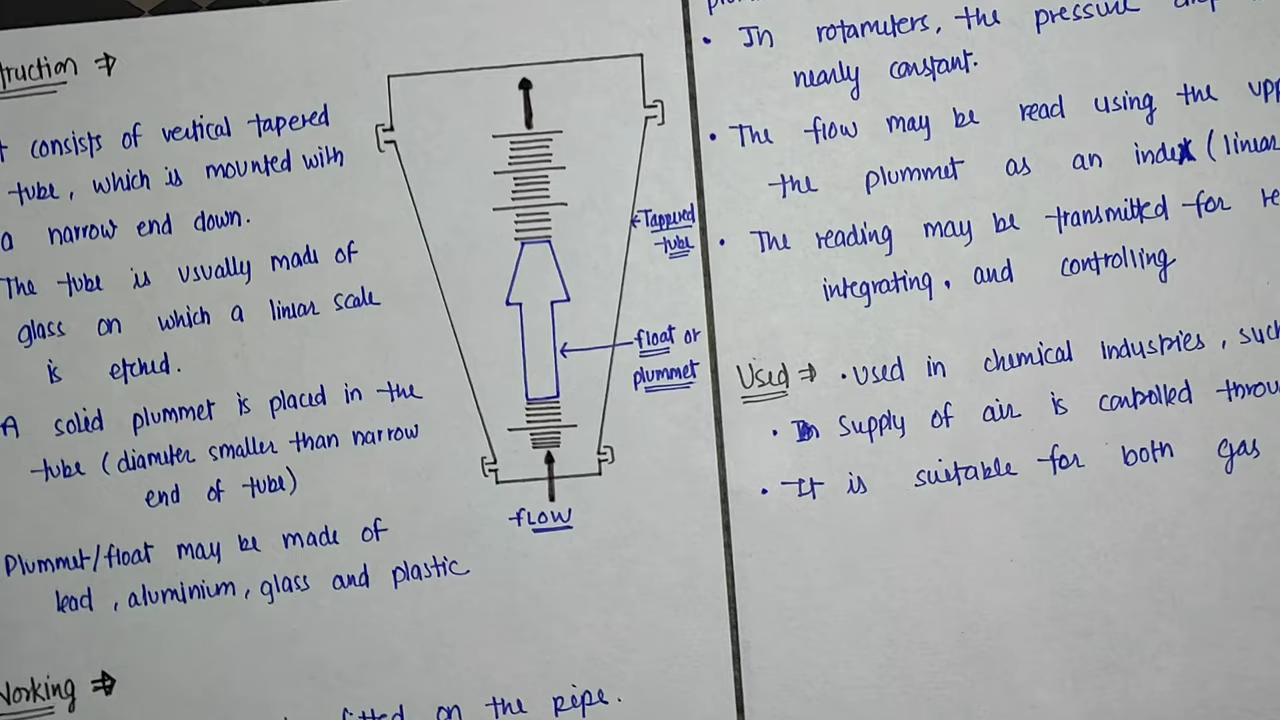 truction ⇒
t consists of vertical tapered
tube, which is mounted with
a narrow end down.
The tube is usually made of
glass on which a linear scale
is etched.
A solid plummet is placed in the
tube (diameter smaller than narrow
end of tube)
Plummet/float may be made of
lead, aluminium, glass and plastic
Working ⇒
fitted on the pipe.
Tappered
tube
float or
plummet
fLOW
• In rotameters, the pressure drop
nearly constant.
• The flow may be read using the upp
the plummet as an index (linear
• The reading may be transmitted for re
integrating, and controlling
Used ⇒ • used in chemical industries, such
• In supply of air is controlled throu
• It is suitable for both gas